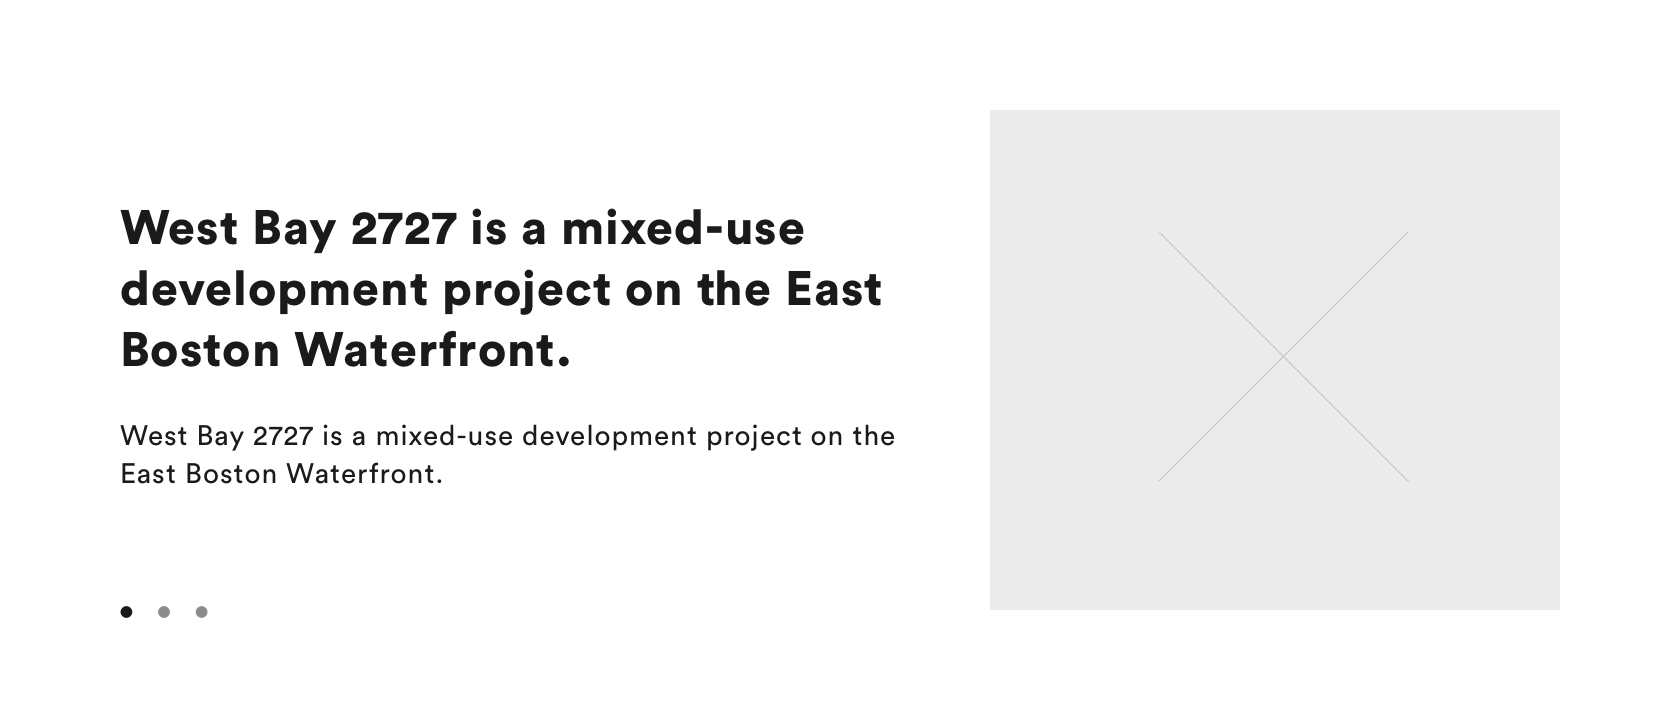 West Bay 2727 is a mixed-use
development project on the East
Boston Waterfront.
West Bay 2727 is a mixed-use development project on the
East Boston Waterfront.